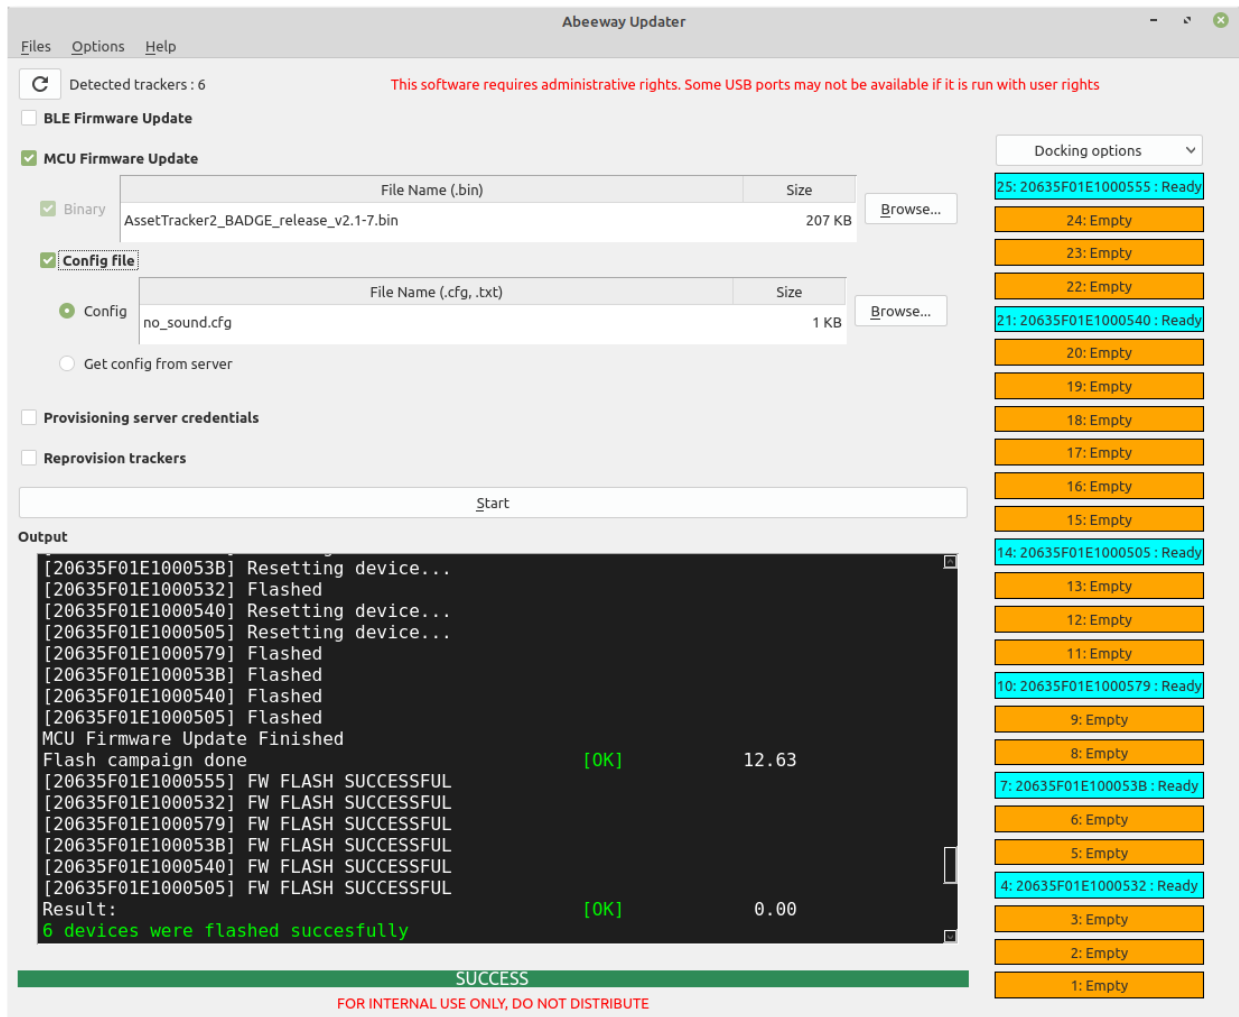 Abeeway Updater
Files Options Help
Detected trackers : 6
This software requires administrative rights. Some USB ports may not be available if it is run with user rights
BLE Firmware Update
MCU Firmware Update
File Name (.bin) Size
Binary
AssetTracker2_BADGE_release_v2.1-7.bin 207 KB
Browse...
Config file
File Name (.cfg, .txt) Size
Config
no_sound.cfg 1 KB
Browse...
Get config from server
Provisioning server credentials
Reprovision trackers
Start
Output
[20635F01E100053B] Resetting device...
[20635F01E1000532] Flashed
[20635F01E1000540] Resetting device...
[20635F01E1000505] Resetting device...
[20635F01E1000579] Flashed
[20635F01E100053B] Flashed
[20635F01E1000540] Flashed
[20635F01E1000505] Flashed
MCU Firmware Update Finished
Flash campaign done [OK] 12.63
[20635F01E1000555] FW FLASH SUCCESSFUL
[20635F01E1000532] FW FLASH SUCCESSFUL
[20635F01E1000579] FW FLASH SUCCESSFUL
[20635F01E100053B] FW FLASH SUCCESSFUL
[20635F01E1000540] FW FLASH SUCCESSFUL
[20635F01E1000505] FW FLASH SUCCESSFUL
Result: [OK] 0.00
6 devices were flashed succesfully
SUCCESS
FOR INTERNAL USE ONLY, DO NOT DISTRIBUTE
Docking options
25: 20635F01E1000555 : Ready
24: Empty
23: Empty
22: Empty
21: 20635F01E1000540 : Ready
20: Empty
19: Empty
18: Empty
17: Empty
16: Empty
15: Empty
14: 20635F01E1000505 : Ready
13: Empty
12: Empty
11: Empty
10: 20635F01E1000579 : Ready
9: Empty
8: Empty
7: 20635F01E100053B : Ready
6: Empty
5: Empty
4: 20635F01E1000532 : Ready
3: Empty
2: Empty
1: Empty